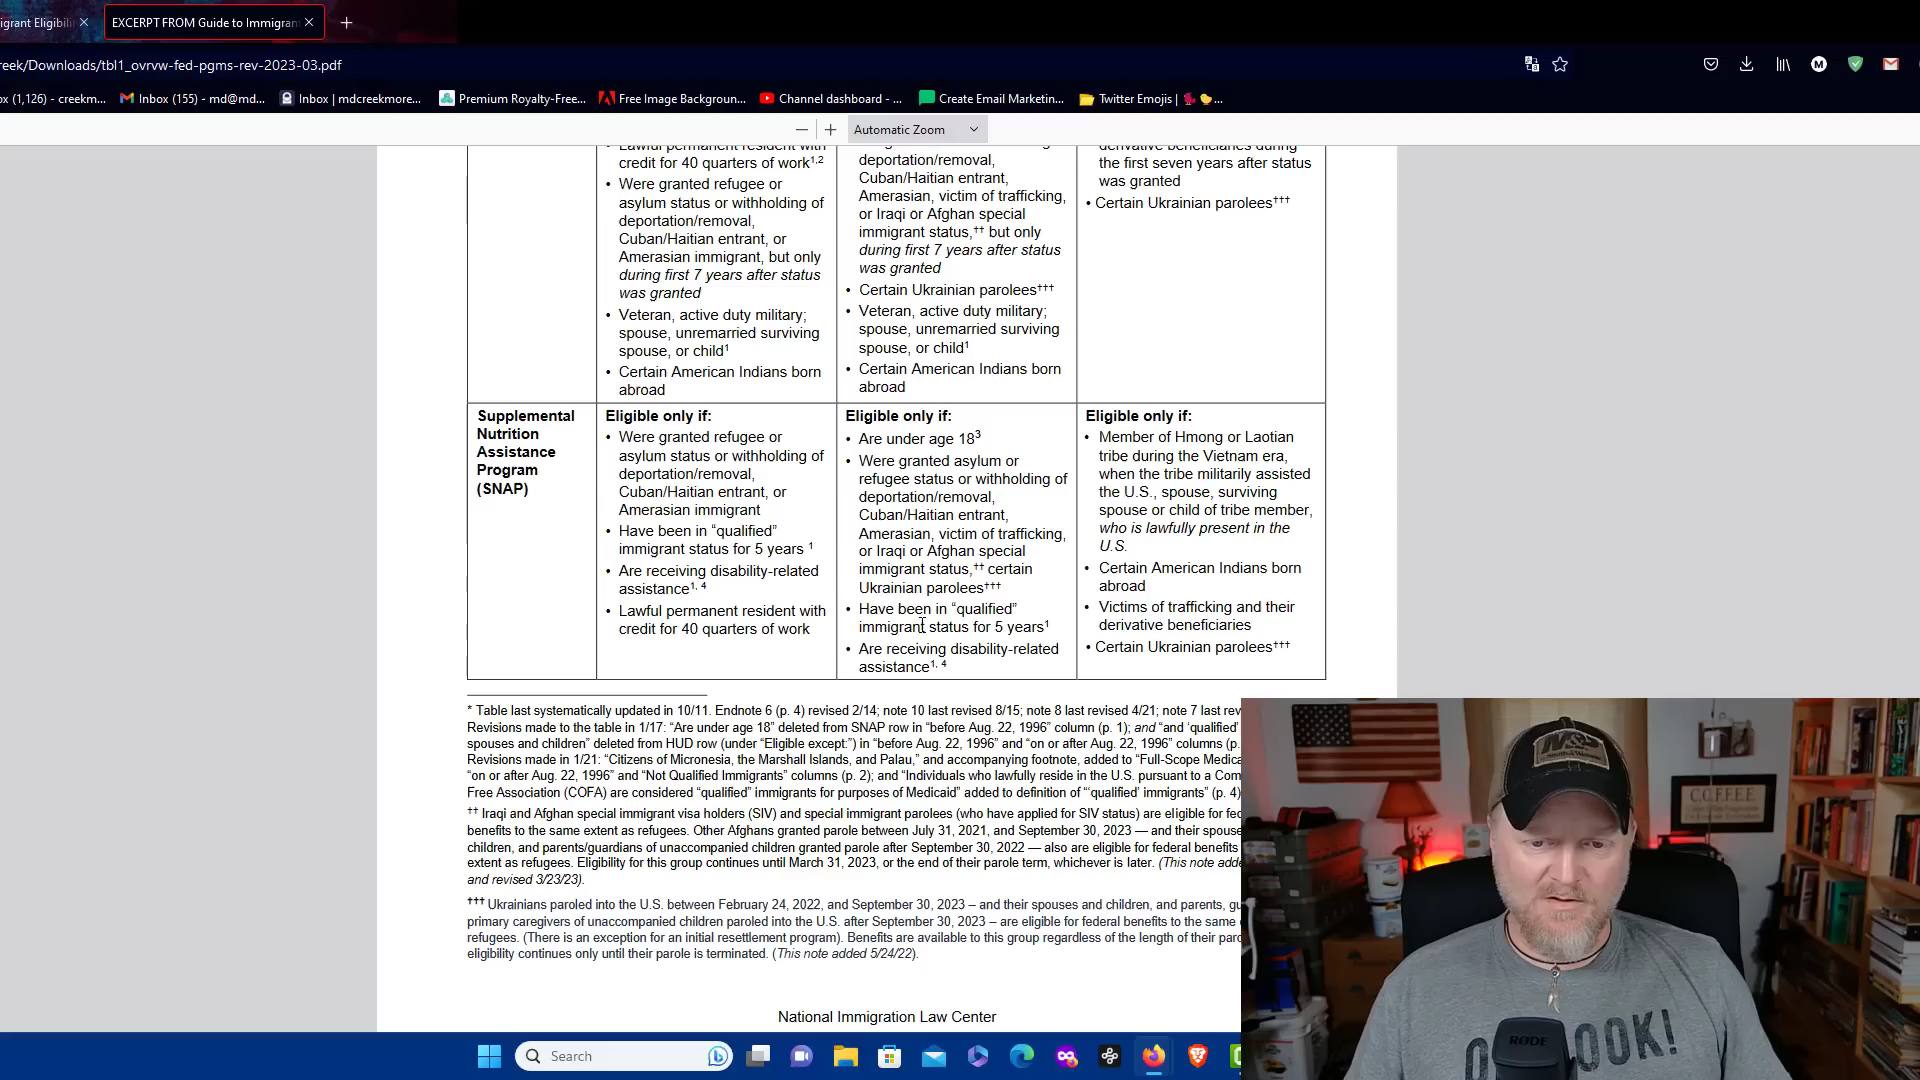 igrant Eligibili
EXCERPT FROM Guide to Immigran
reek/Downloads/tbl1_ovrvw-fed-pgms-rev-2023-03.pdf
ox (1,126) - creekm...
Inbox (155) - md@md...
Inbox | mdcreekmore...
Premium Royalty-Free...
Free Image Backgroun...
Channel dashboard - ...
Create Email Marketin...
Twitter Emojis | 🐓 🐤...
Automatic Zoom
Lawful permanent resident with
credit for 40 quarters of work1,2
• Were granted refugee or
asylum status or withholding of
deportation/removal,
Cuban/Haitian entrant, or
Amerasian immigrant, but only
during first 7 years after status
was granted
• Veteran, active duty military;
spouse, unremarried surviving
spouse, or child1
• Certain American Indians born
abroad
deportation/removal,
Cuban/Haitian entrant,
Amerasian, victim of trafficking,
or Iraqi or Afghan special
immigrant status,†† but only
during first 7 years after status
was granted
• Certain Ukrainian parolees†††
• Veteran, active duty military;
spouse, unremarried surviving
spouse, or child1
• Certain American Indians born
abroad
derivative beneficiaries during
the first seven years after status
was granted
• Certain Ukrainian parolees†††
Supplemental
Nutrition
Assistance
Program
(SNAP)
Eligible only if:
• Were granted refugee or
asylum status or withholding of
deportation/removal,
Cuban/Haitian entrant, or
Amerasian immigrant
• Have been in “qualified”
immigrant status for 5 years 1
• Are receiving disability-related
assistance1, 4
• Lawful permanent resident with
credit for 40 quarters of work
Eligible only if:
• Are under age 183
• Were granted asylum or
refugee status or withholding of
deportation/removal,
Cuban/Haitian entrant,
Amerasian, victim of trafficking,
or Iraqi or Afghan special
immigrant status,†† certain
Ukrainian parolees†††
• Have been in “qualified”
immigrant status for 5 years1
• Are receiving disability-related
assistance1, 4
Eligible only if:
• Member of Hmong or Laotian
tribe during the Vietnam era,
when the tribe militarily assisted
the U.S., spouse, surviving
spouse or child of tribe member,
who is lawfully present in the
U.S.
• Certain American Indians born
abroad
• Victims of trafficking and their
derivative beneficiaries
• Certain Ukrainian parolees†††
* Table last systematically updated in 10/11. Endnote 6 (p. 4) revised 2/14; note 10 last revised 8/15; note 8 last revised 4/21; note 7 last rev
Revisions made to the table in 1/17: “Are under age 18” deleted from SNAP row in “before Aug. 22, 1996” column (p. 1); and “and ‘qualified’
spouses and children” deleted from HUD row (under “Eligible except:”) in “before Aug. 22, 1996” and “on or after Aug. 22, 1996” columns (p.
Revisions made in 1/21: “Citizens of Micronesia, the Marshall Islands, and Palau,” and accompanying footnote, added to “Full-Scope Medica
“on or after Aug. 22, 1996” and “Not Qualified Immigrants” columns (p. 2); and “Individuals who lawfully reside in the U.S. pursuant to a Com
Free Association (COFA) are considered “qualified” immigrants for purposes of Medicaid” added to definition of “‘qualified’ immigrants” (p. 4)
†† Iraqi and Afghan special immigrant visa holders (SIV) and special immigrant parolees (who have applied for SIV status) are eligible for fed
benefits to the same extent as refugees. Other Afghans granted parole between July 31, 2021, and September 30, 2023 — and their spous
children, and parents/guardians of unaccompanied children granted parole after September 30, 2022 — also are eligible for federal benefits
extent as refugees. Eligibility for this group continues until March 31, 2023, or the end of their parole term, whichever is later. (This note adde
and revised 3/23/23).
††† Ukrainians paroled into the U.S. between February 24, 2022, and September 30, 2023 – and their spouses and children, and parents, gu
primary caregivers of unaccompanied children paroled into the U.S. after September 30, 2023 – are eligible for federal benefits to the same
refugees. (There is an exception for an initial resettlement program). Benefits are available to this group regardless of the length of their paro
eligibility continues only until their parole is terminated. (This note added 5/24/22).
National Immigration Law Center
C.O.F.F.E.E.
RØDE
OOK!
Search